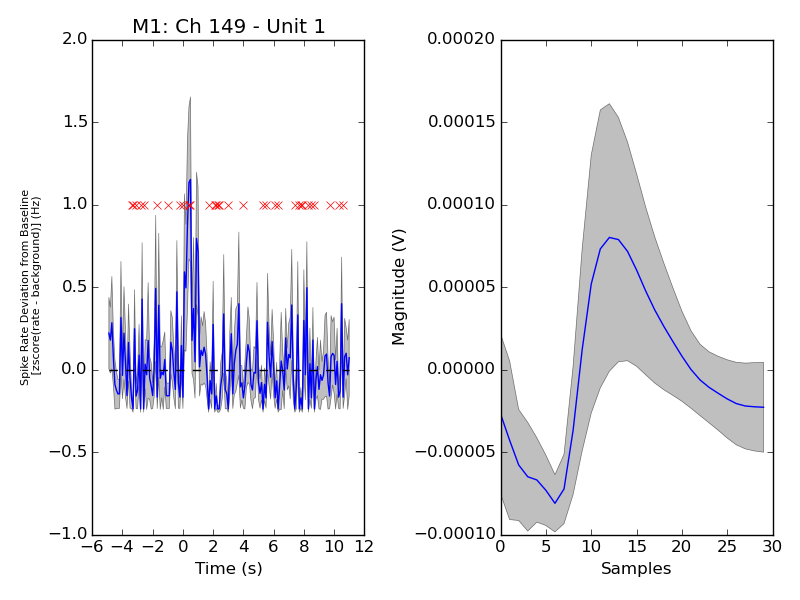 M1: Ch 149 - Unit 1
2.0
1.5
1.0
0.5
0.0
−0.5
−1.0
−6 −4 −2 0 2 4 6 8 10 12
Time (s)
Spike Rate Deviation from Baseline
[zscore(rate - background)] (Hz)
0.00020
0.00015
0.00010
0.00005
0.00000
−0.00005
−0.00010
0 5 10 15 20 25 30
Samples
Magnitude (V)